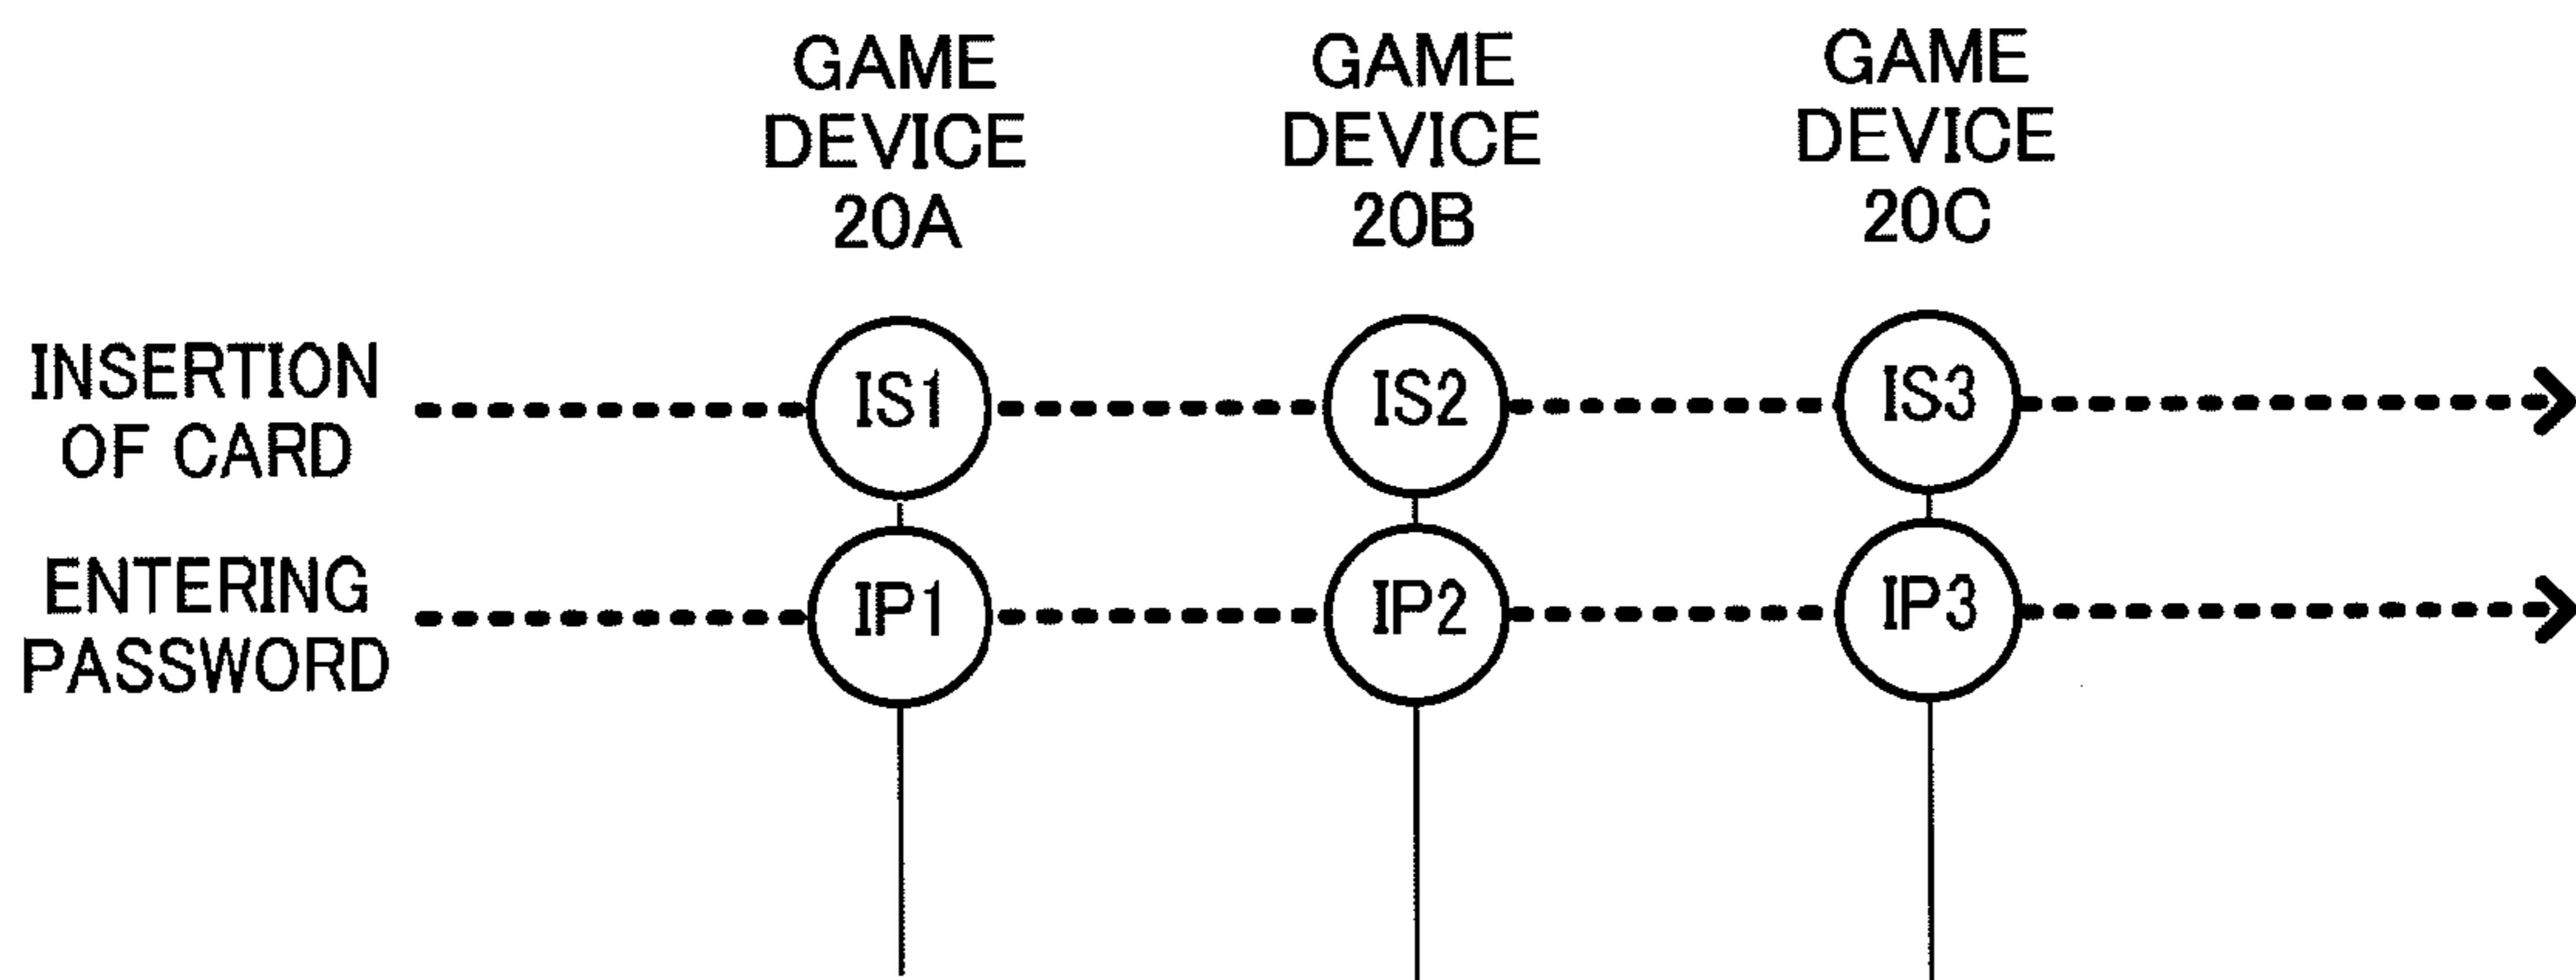 GAME
DEVICE
20A
GAME
DEVICE
20B
GAME
DEVICE
20C
INSERTION
OF CARD
IS1
IS2
IS3
ENTERING
PASSWORD
IP1
IP2
IP3